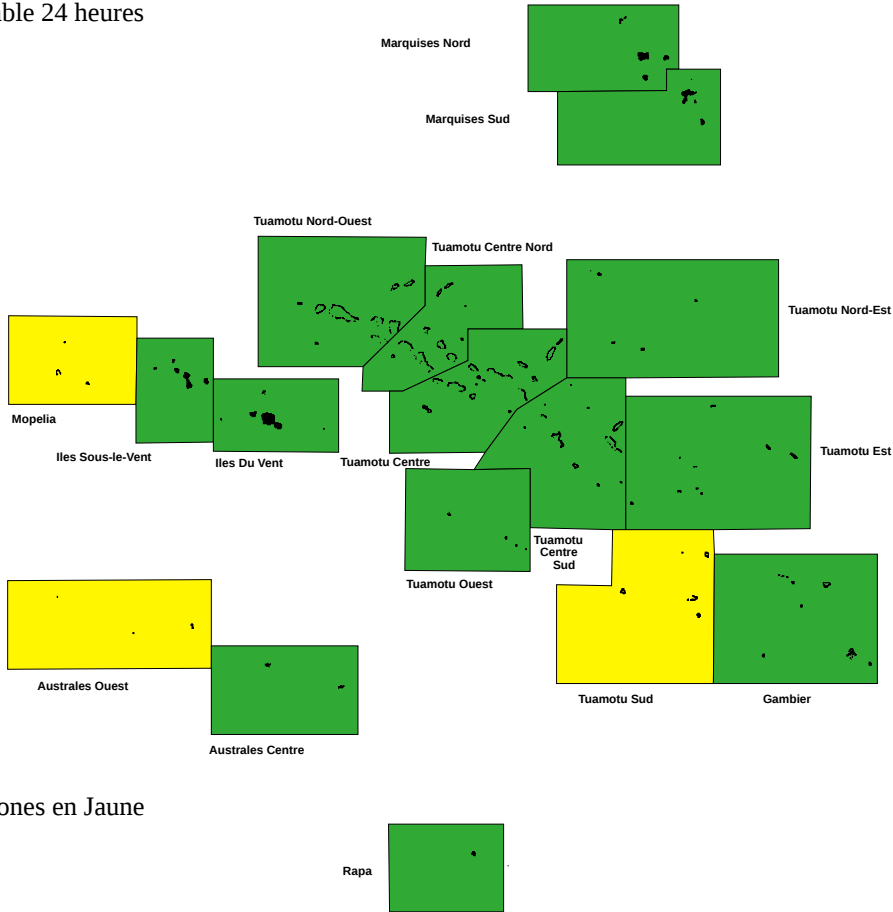 24 heures
Marquises Nord
Marquises Sud
Tuamotu Nord-Ouest
Tuamotu Centre Nord
Tuamotu Nord-Est
Mopelia
Iles Sous-le-Vent
Iles Du Vent
Tuamotu Centre
Tuamotu Est
Tuamotu
Centre
Sud
Tuamotu Ouest
Australes Ouest
Tuamotu Sud
Gambier
Australes Centre
en Jaune
Rapa